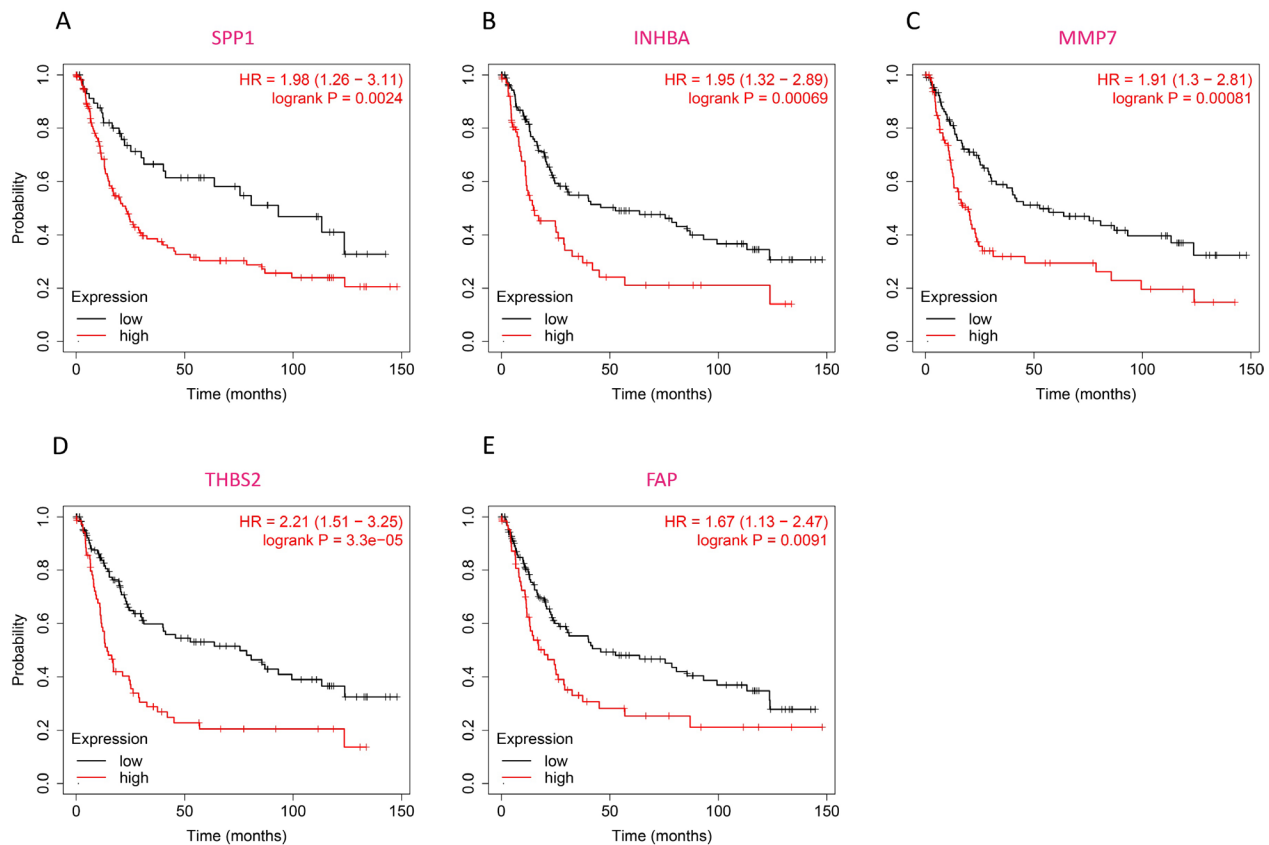 A
SPP1
HR = 1.98 (1.26 − 3.11)
logrank P = 0.0024
Probability
1.0
0.8
0.6
0.4
0.2
0.0
Expression
low
high
0 50 100 150
Time (months)
B
INHBA
HR = 1.95 (1.32 − 2.89)
logrank P = 0.00069
1.0
0.8
0.6
0.4
0.2
0.0
Expression
low
high
0 50 100 150
Time (months)
C
MMP7
HR = 1.91 (1.3 − 2.81)
logrank P = 0.00081
1.0
0.8
0.6
0.4
0.2
0.0
Expression
low
high
0 50 100 150
Time (months)
D
THBS2
HR = 2.21 (1.51 − 3.25)
logrank P = 3.3e−05
Probability
1.0
0.8
0.6
0.4
0.2
0.0
Expression
low
high
0 50 100 150
Time (months)
E
FAP
HR = 1.67 (1.13 − 2.47)
logrank P = 0.0091
1.0
0.8
0.6
0.4
0.2
0.0
Expression
low
high
0 50 100 150
Time (months)